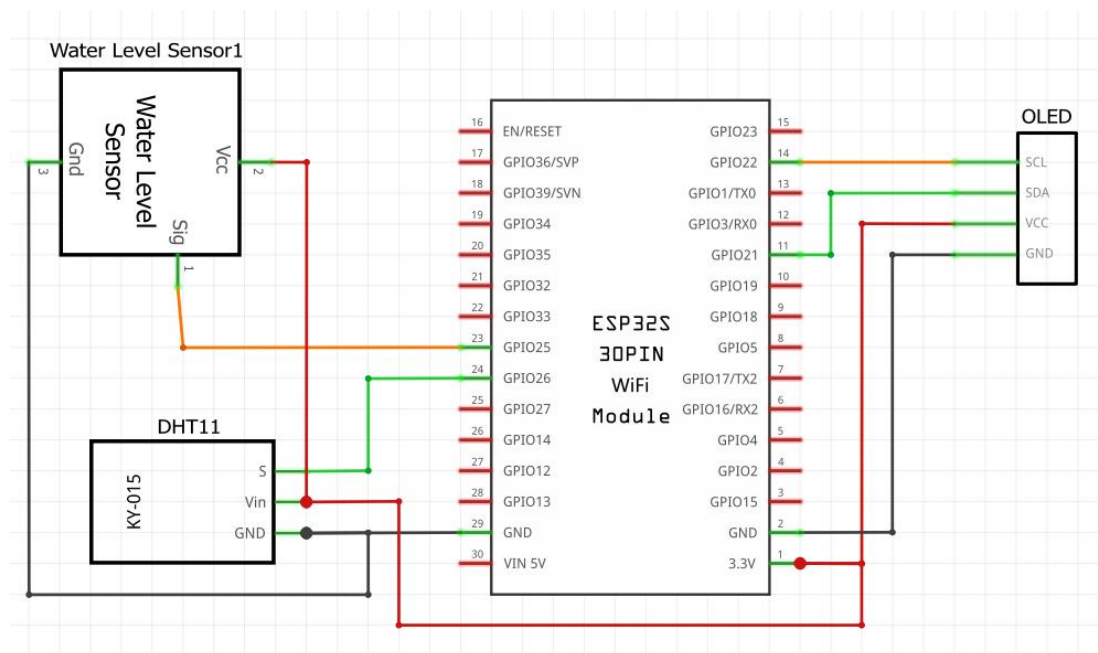 Water Level Sensor1
Water Level
Sensor
Gnd
3
Vcc
2
Sig
1
DHT11
KY-015
S
Vin
GND
16 EN/RESET
17 GPIO36/SVP
18 GPIO39/SVN
19 GPIO34
20 GPIO35
21 GPIO32
22 GPIO33
23 GPIO25
24 GPIO26
25 GPIO27
26 GPIO14
27 GPIO12
28 GPIO13
29 GND
30 VIN 5V
ESP32S
30PIN
WiFi
Module
GPIO23 15
GPIO22 14
GPIO1/TX0 13
GPIO3/RX0 12
GPIO21 11
GPIO19 10
GPIO18 9
GPIO5 8
GPIO17/TX2 7
GPIO16/RX2 6
GPIO4 5
GPIO2 4
GPIO15 3
GND 2
3.3V 1
OLED
SCL
SDA
VCC
GND